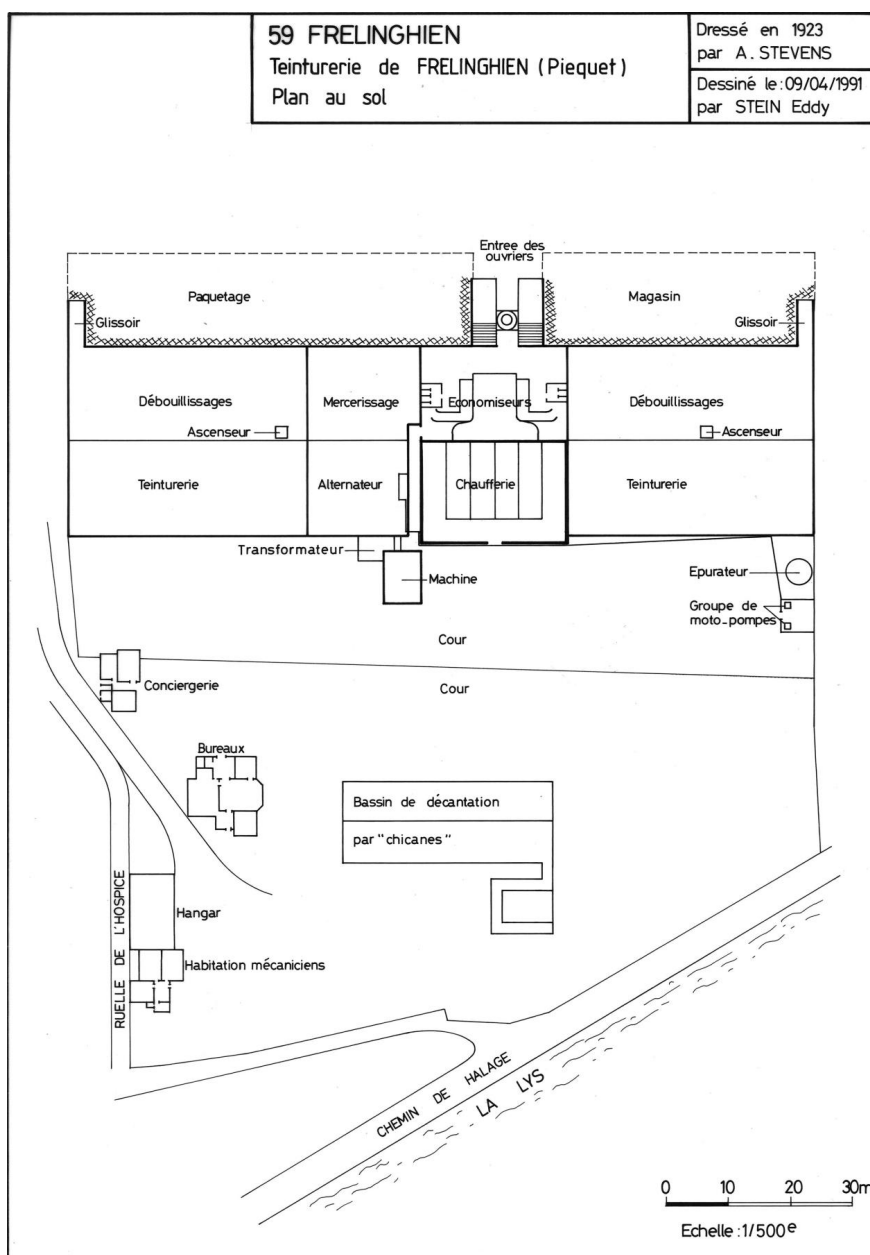 59 FRELINGHIEN
Teinturerie de FRELINGHIEN (Piequet)
Plan au sol
Dressé en 1923
par A. STEVENS
Dessiné le: 09/04/1991
par STEIN Eddy
Entree des
ouvriers
Paquetage
Magasin
Glissoir
Glissoir
Débouillissages
Mercerissage
Economiseurs
Débouillissages
Ascenseur
Ascenseur
Teinturerie
Alternateur
Chaufferie
Teinturerie
Transformateur
Machine
Epurateur
Groupe de
moto_pompes
Cour
Cour
Conciergerie
Bureaux
Bassin de décantation
par "chicanes"
RUELLE DE L'HOSPICE
Hangar
Habitation mécaniciens
CHEMIN DE HALAGE
LA LYS
0 10 20 30m
Echelle: 1/500e